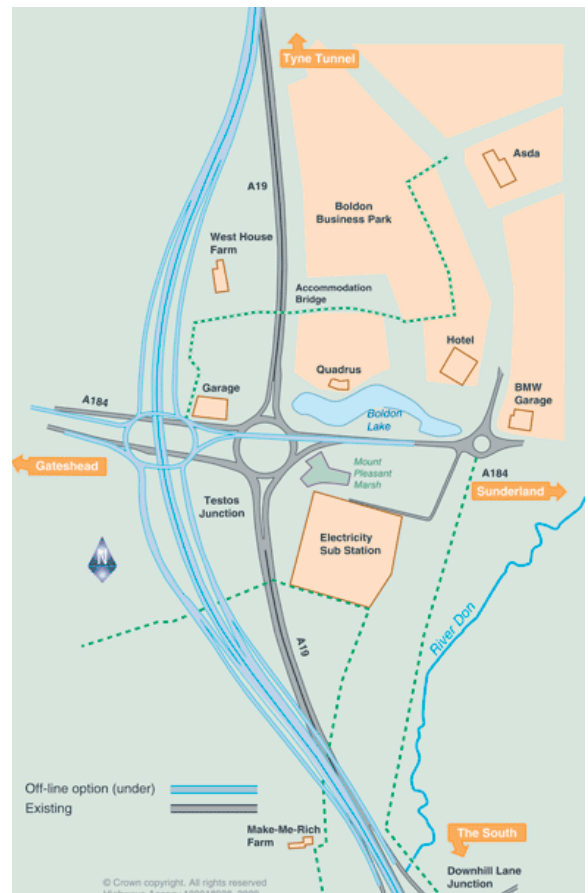 Tyne Tunnel
Asda
A19
Boldon
Business Park
West House
Farm
Accommodation
Bridge
Hotel
Quadrus
Garage
BMW
Garage
A184
Boldon
Lake
Gateshead
Mount
Pleasant
Marsh
A184
Sunderland
Testos
Junction
Electricity
Sub Station
N
River Don
A19
Off-line option (under)
Existing
Make-Me-Rich
Farm
The South
Downhill Lane
Junction
© Crown copyright. All rights reserved